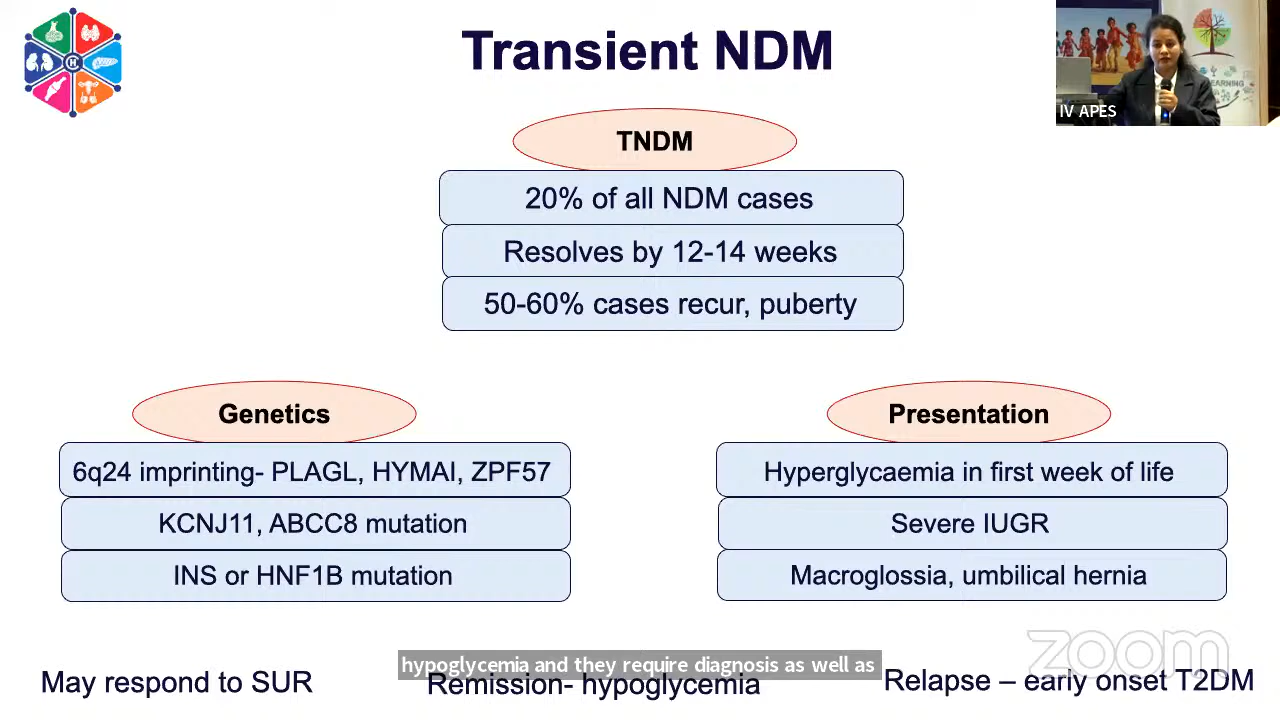 Transient NDM
IV APES
TNDM
20% of all NDM cases
Resolves by 12-14 weeks
50-60% cases recur, puberty
Genetics
6q24 imprinting- PLAGL, HYMAI, ZPF57
KCNJ11, ABCC8 mutation
INS or HNF1B mutation
Presentation
Hyperglycaemia in first week of life
Severe IUGR
Macroglossia, umbilical hernia
zoom
hypoglycemia and they require diagnosis as well as
May respond to SUR
Remission- hypoglycemia
Relapse – early onset T2DM
H